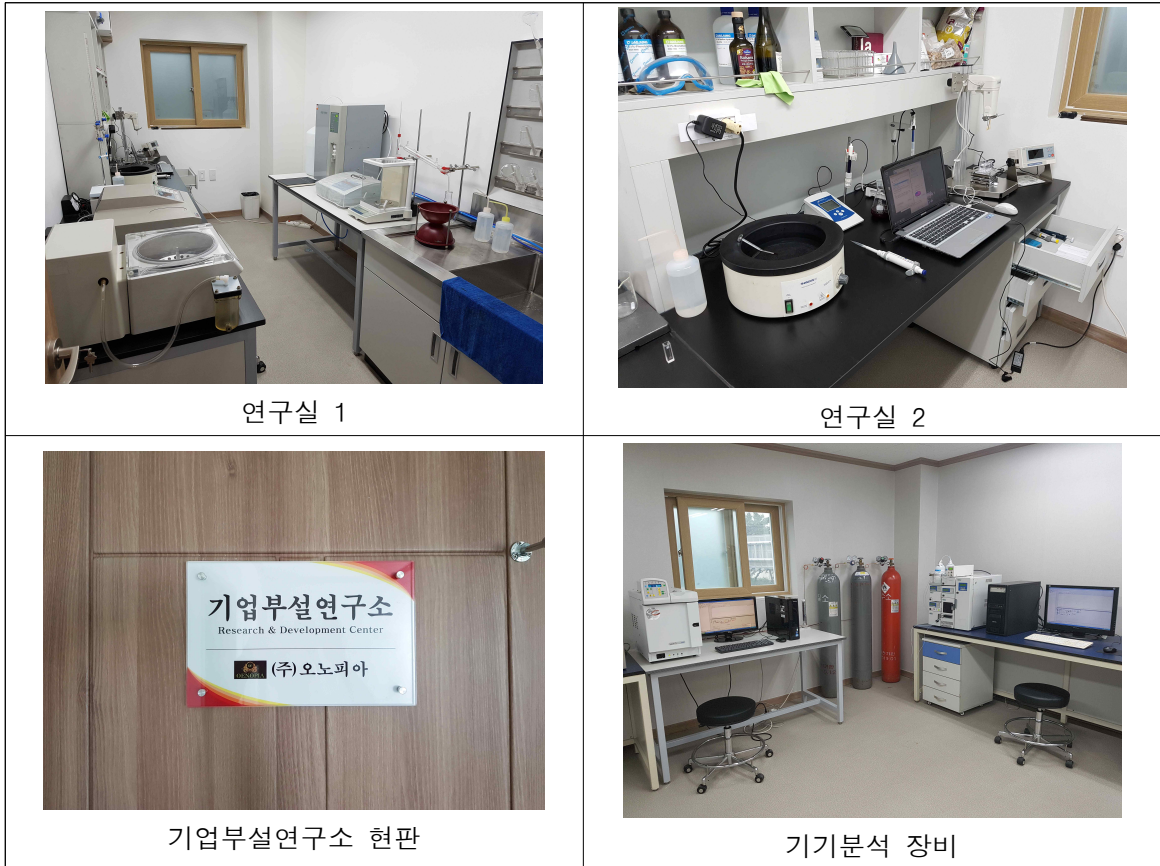 연구실 1
연구실 2
기업부설연구소
Research & Development Center
OENOPIA
(주)오노피아
기업부설연구소 현판
기기분석 장비